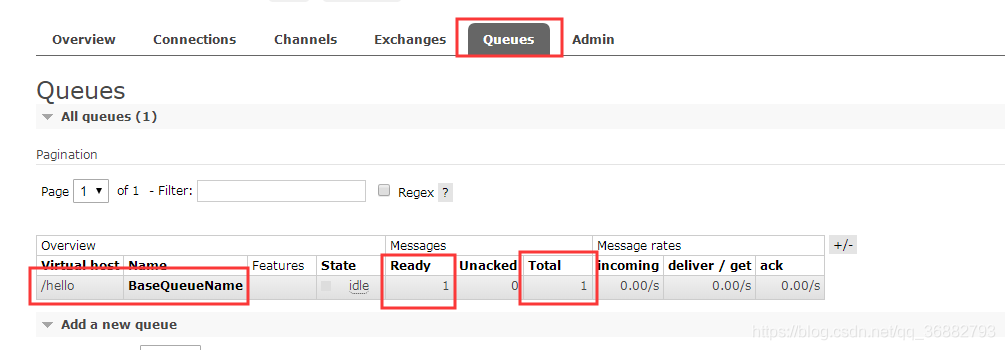 Overview Connections Channels Exchanges Queues Admin
Queues
All queues (1)
Pagination
Page 1 of 1 - Filter: Regex ?
Overview Messages Message rates +/-
Virtual host Name Features State Ready Unacked Total incoming deliver / get ack
/hello BaseQueueName idle 1 0 1 0.00/s 0.00/s 0.00/s
Add a new queue
https://blog.csdn.net/qq_36882793